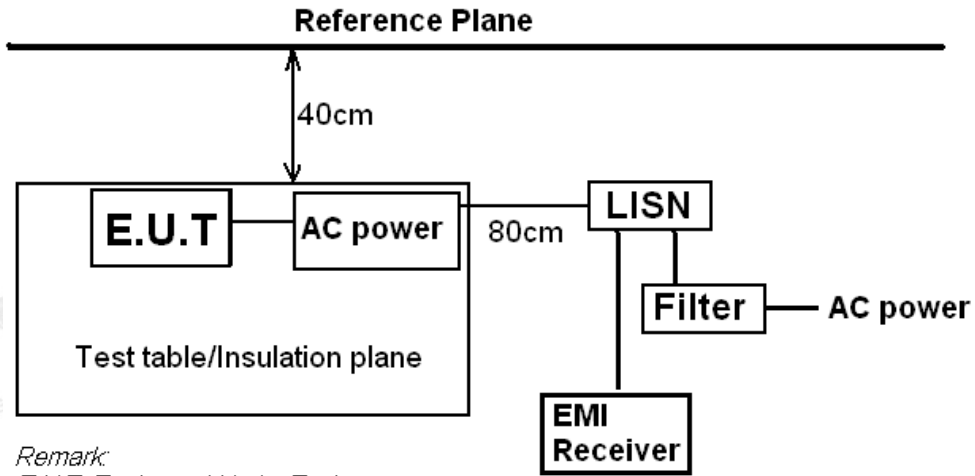 Reference Plane
40cm
E.U.T
AC power
80cm
LISN
Filter
AC power
Test table/Insulation plane
EMI
Receiver
Remark: